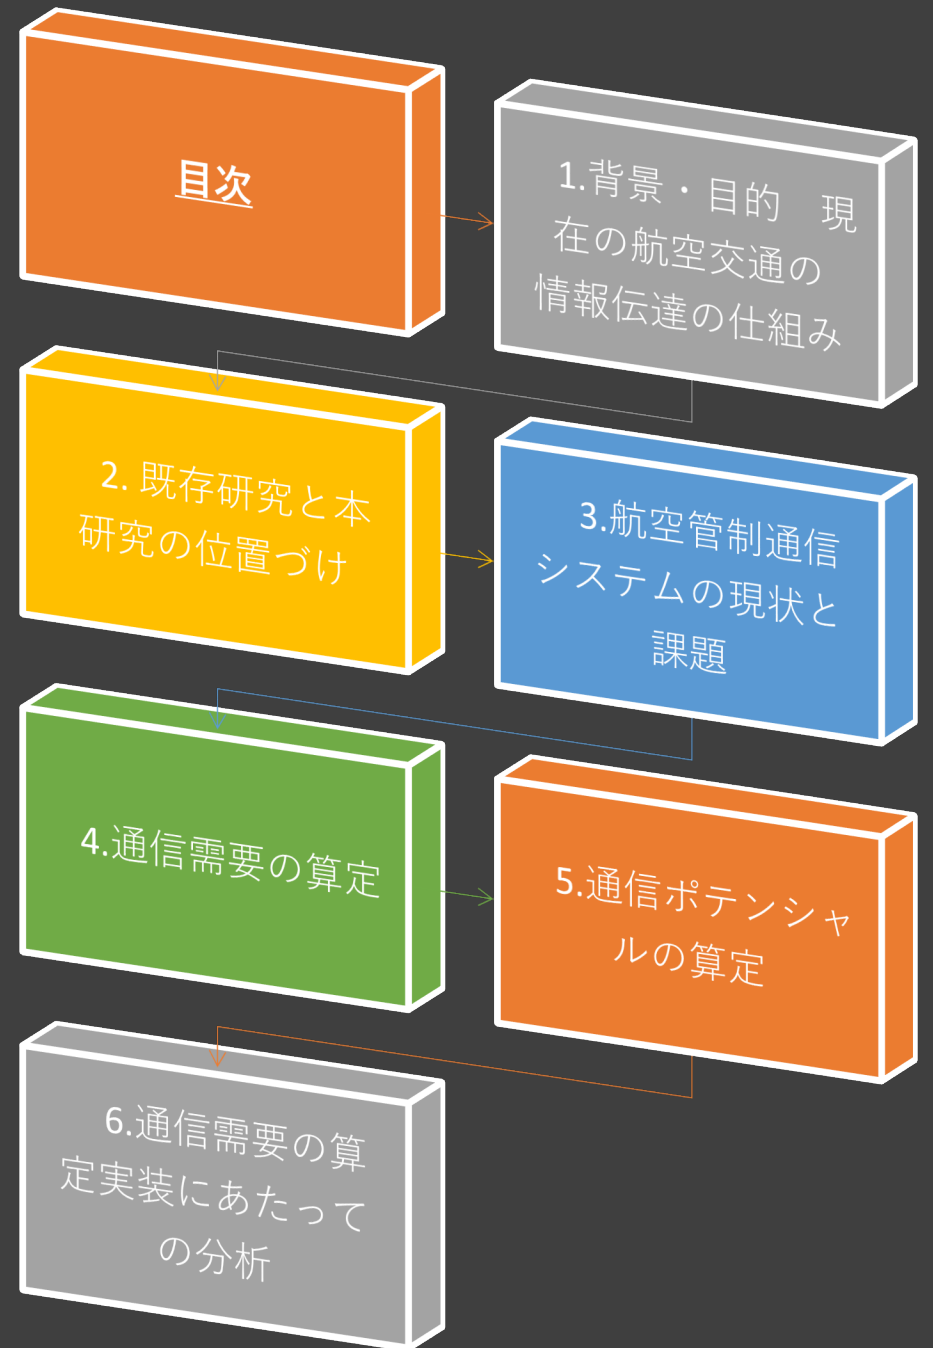 目次
1.背景・目的　現
在の航空交通の
情報伝達の仕組み
2. 既存研究と本
研究の位置づけ
3.航空管制通信
システムの現状と
課題
4.通信需要の算定
5.通信ポテンシャ
ルの算定
6.通信需要の算
定実装にあたって
の分析